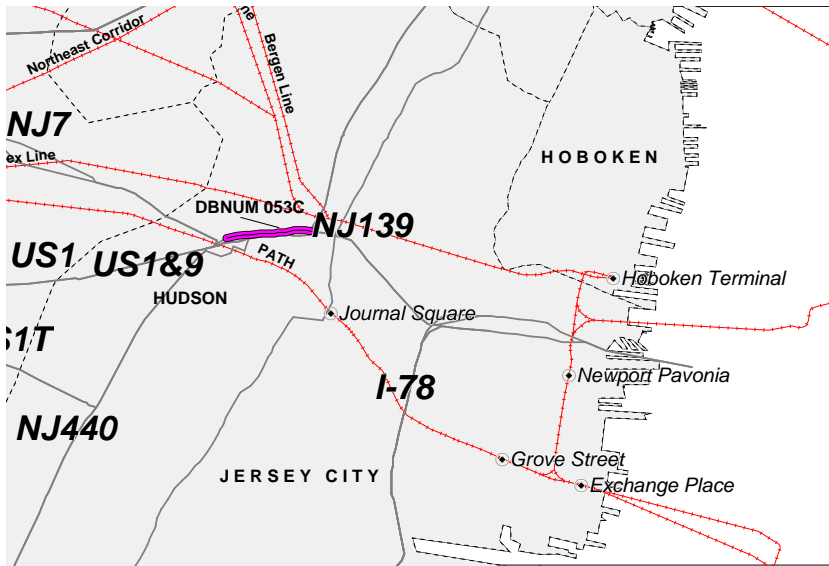 ne
Northeast Corridor
Bergen
Line
NJ7
HOBOKEN
ex Line
DBNUM 053C
NJ139
US1
US1&9
PATH
Hoboken Terminal
HUDSON
Journal Square
S1T
Newport Pavonia
I-78
NJ440
Grove Street
JERSEY CITY
Exchange Place